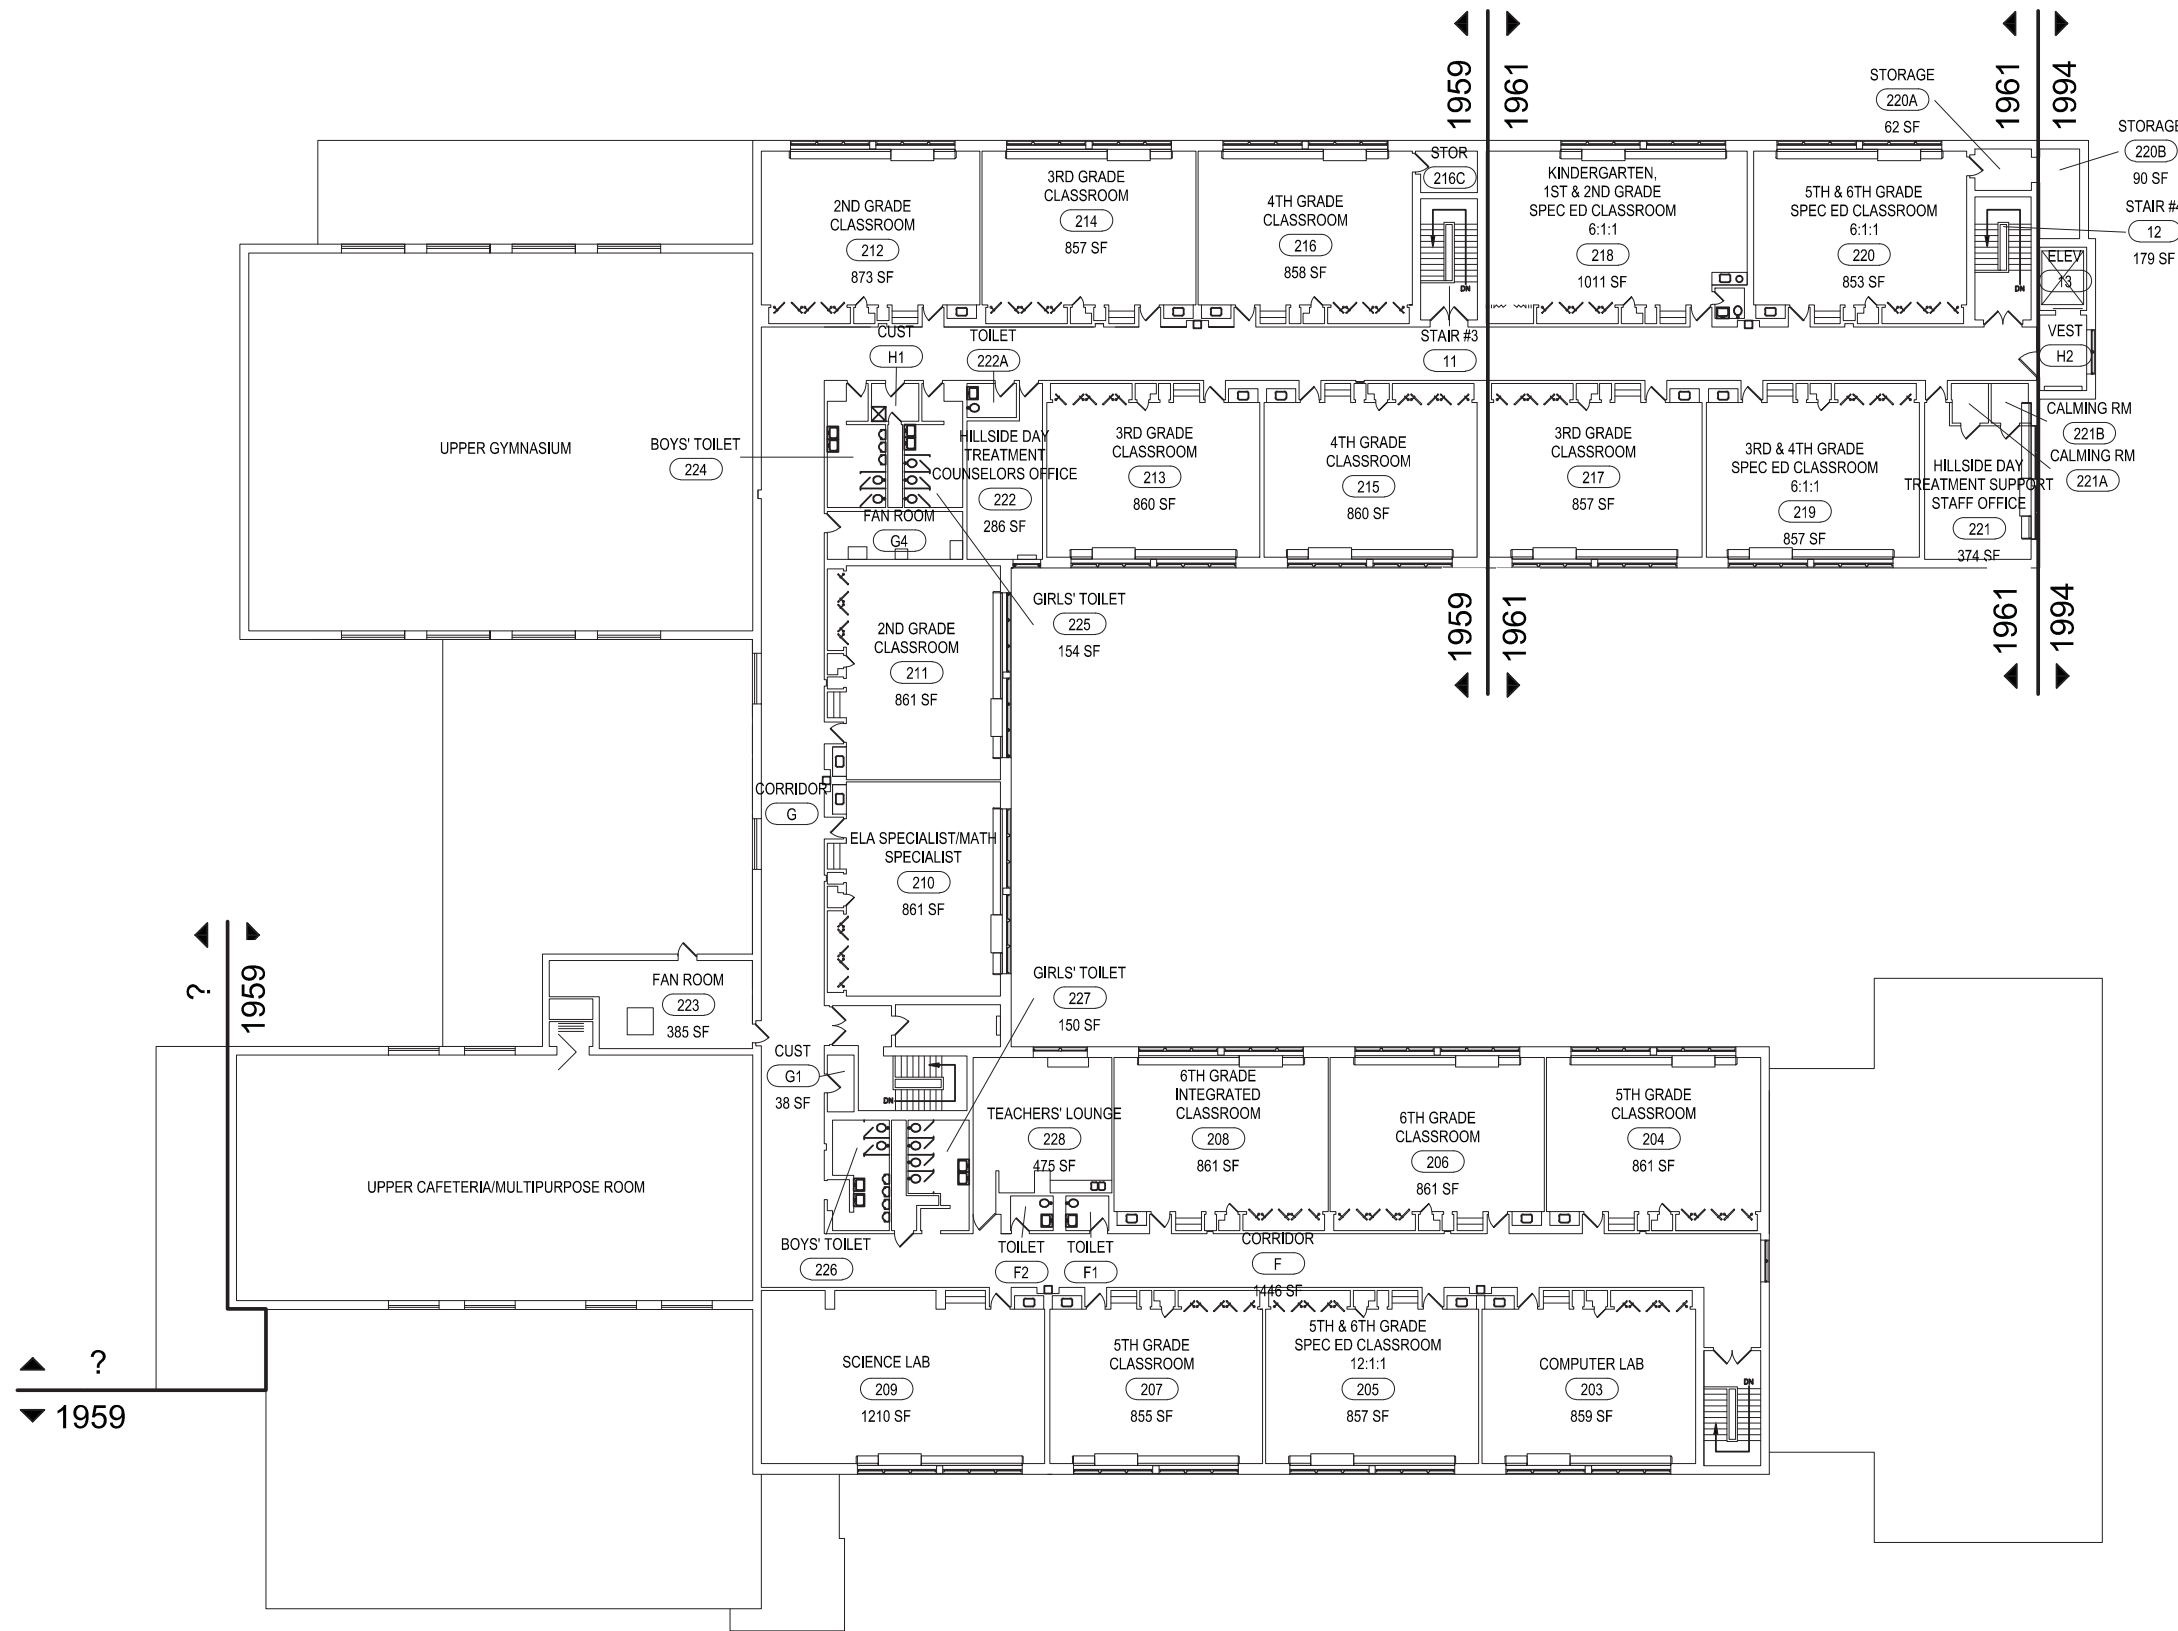 1959
1961
1961
1994
STORAGE
220A
62 SF
STORAGE
220B
90 SF
STAIR #4
12
179 SF
ELEV
13
VEST
H2
2ND GRADE
CLASSROOM
212
873 SF
3RD GRADE
CLASSROOM
214
857 SF
4TH GRADE
CLASSROOM
216
858 SF
STOR
216C
KINDERGARTEN,
1ST & 2ND GRADE
SPEC ED CLASSROOM
6:1:1
218
1011 SF
5TH & 6TH GRADE
SPEC ED CLASSROOM
6:1:1
220
853 SF
DN
DN
CUST
H1
TOILET
222A
STAIR #3
11
UPPER GYMNASIUM
BOYS' TOILET
224
HILLSIDE DAY
TREATMENT
COUNSELORS OFFICE
222
286 SF
FAN ROOM
G4
3RD GRADE
CLASSROOM
213
860 SF
4TH GRADE
CLASSROOM
215
860 SF
3RD GRADE
CLASSROOM
217
857 SF
3RD & 4TH GRADE
SPEC ED CLASSROOM
6:1:1
219
857 SF
HILLSIDE DAY
TREATMENT SUPPORT
STAFF OFFICE
221
374 SF
CALMING RM
221B
CALMING RM
221A
1959
1961
1961
1994
GIRLS' TOILET
225
154 SF
2ND GRADE
CLASSROOM
211
861 SF
CORRIDOR
G
ELA SPECIALIST/MATH
SPECIALIST
210
861 SF
?
1959
FAN ROOM
223
385 SF
GIRLS' TOILET
227
150 SF
CUST
G1
38 SF
DN
TEACHERS' LOUNGE
228
475 SF
6TH GRADE
INTEGRATED
CLASSROOM
208
861 SF
6TH GRADE
CLASSROOM
206
861 SF
5TH GRADE
CLASSROOM
204
861 SF
UPPER CAFETERIA/MULTIPURPOSE ROOM
BOYS' TOILET
226
TOILET
F2
TOILET
F1
CORRIDOR
F
1446 SF
SCIENCE LAB
209
1210 SF
5TH GRADE
CLASSROOM
207
855 SF
5TH & 6TH GRADE
SPEC ED CLASSROOM
12:1:1
205
857 SF
COMPUTER LAB
203
859 SF
DN
?
1959